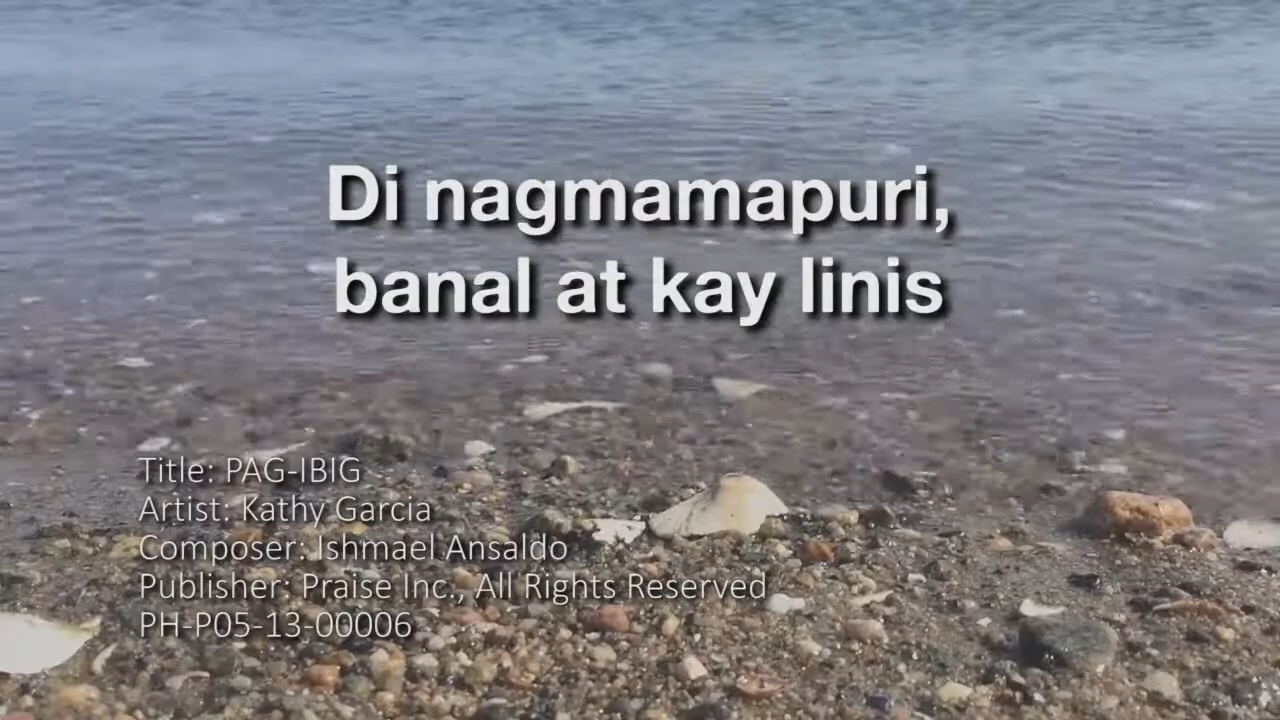 Di nagmamapuri,
banal at kay linis
Title: PAG-IBIG
Artist: Kathy Garcia
Composer: Ishmael Ansaldo
Publisher: Praise Inc., All Rights Reserved
PH-P05-13-00006